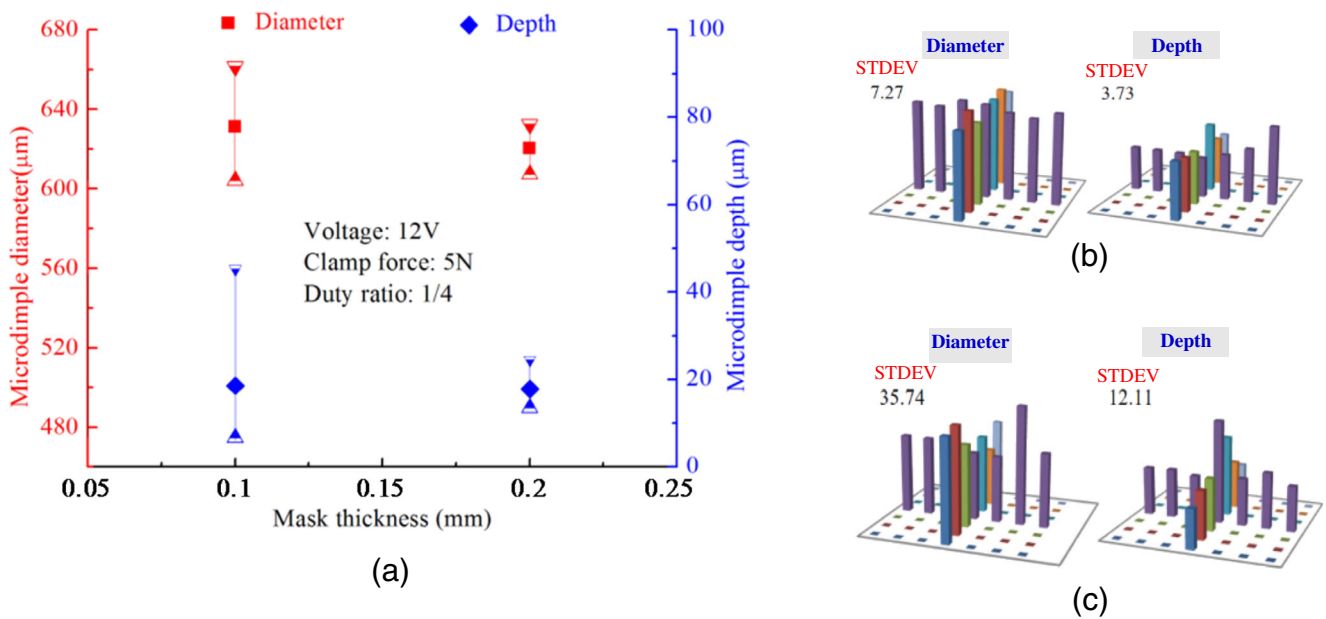 Diameter
Depth
680
640
600
560
520
480
Microdimple diameter(μm)
100
80
60
40
20
0
Microdimple depth (μm)
Voltage: 12V
Clamp force: 5N
Duty ratio: 1/4
0.05
0.1
0.15
0.2
0.25
Mask thickness (mm)
(a)
Diameter
STDEV
7.27
Depth
STDEV
3.73
(b)
Diameter
STDEV
35.74
Depth
STDEV
12.11
(c)